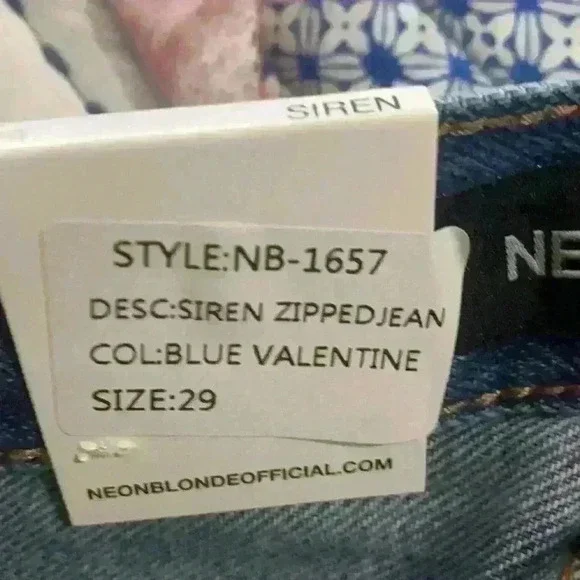 SIREN
STYLE:NB-1657
DESC:SIREN ZIPPEDJEAN
COL:BLUE VALENTINE
SIZE:29
NEONBLONDEOFFICIAL.COM
NE